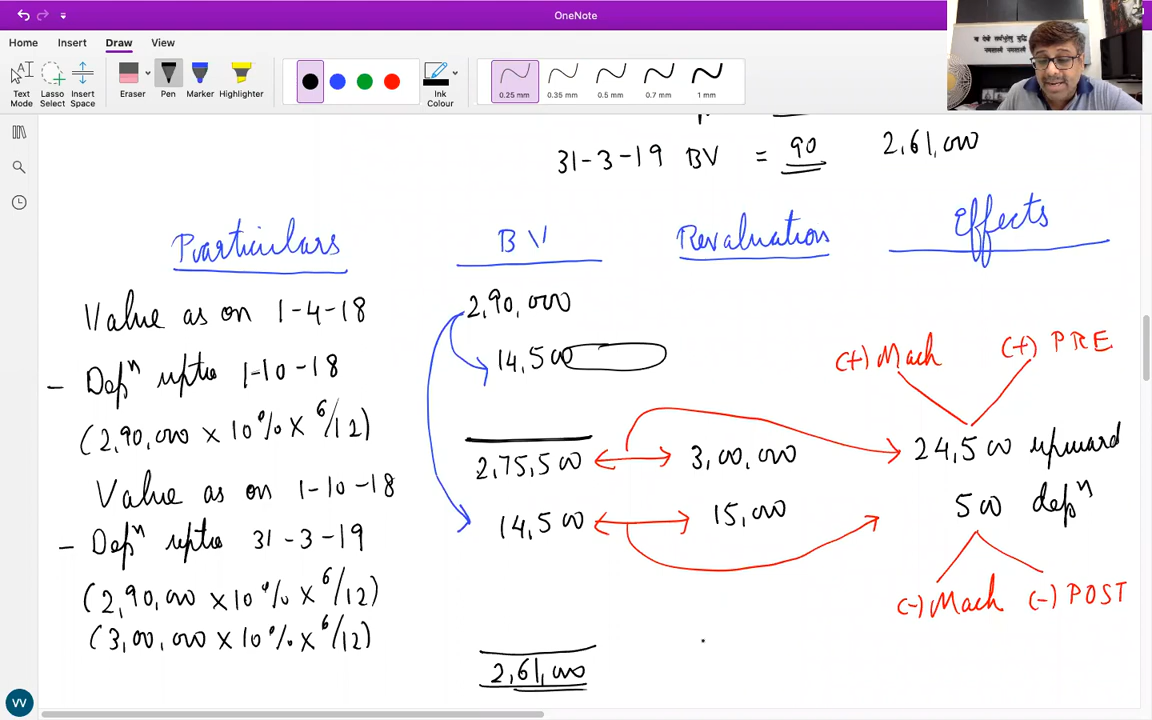 OneNote
Home Insert Draw View
Text Mode
Lasso Select
Insert Space
Eraser
Pen
Marker
Highlighter
Ink Colour
0.25 mm 0.35 mm 0.5 mm 0.7 mm 1 mm
31-3-19 BV = 90 2,61,000
Particulars BV Revaluation Effects
Value as on 1-4-18 2,90,000
- Depn upto 1-10-18 14,500
(+) Mach (+) PRE
(2,90,000 x 10% x 6/12)
2,75,500 3,00,000 24,500 upward
Value as on 1-10-18
14,500 15,000 500 depn
- Depn upto 31-3-19
(2,90,000 x 10% x 6/12)
(-) Mach (-) POST
(3,00,000 x 10% x 6/12)
2,61,000
VV